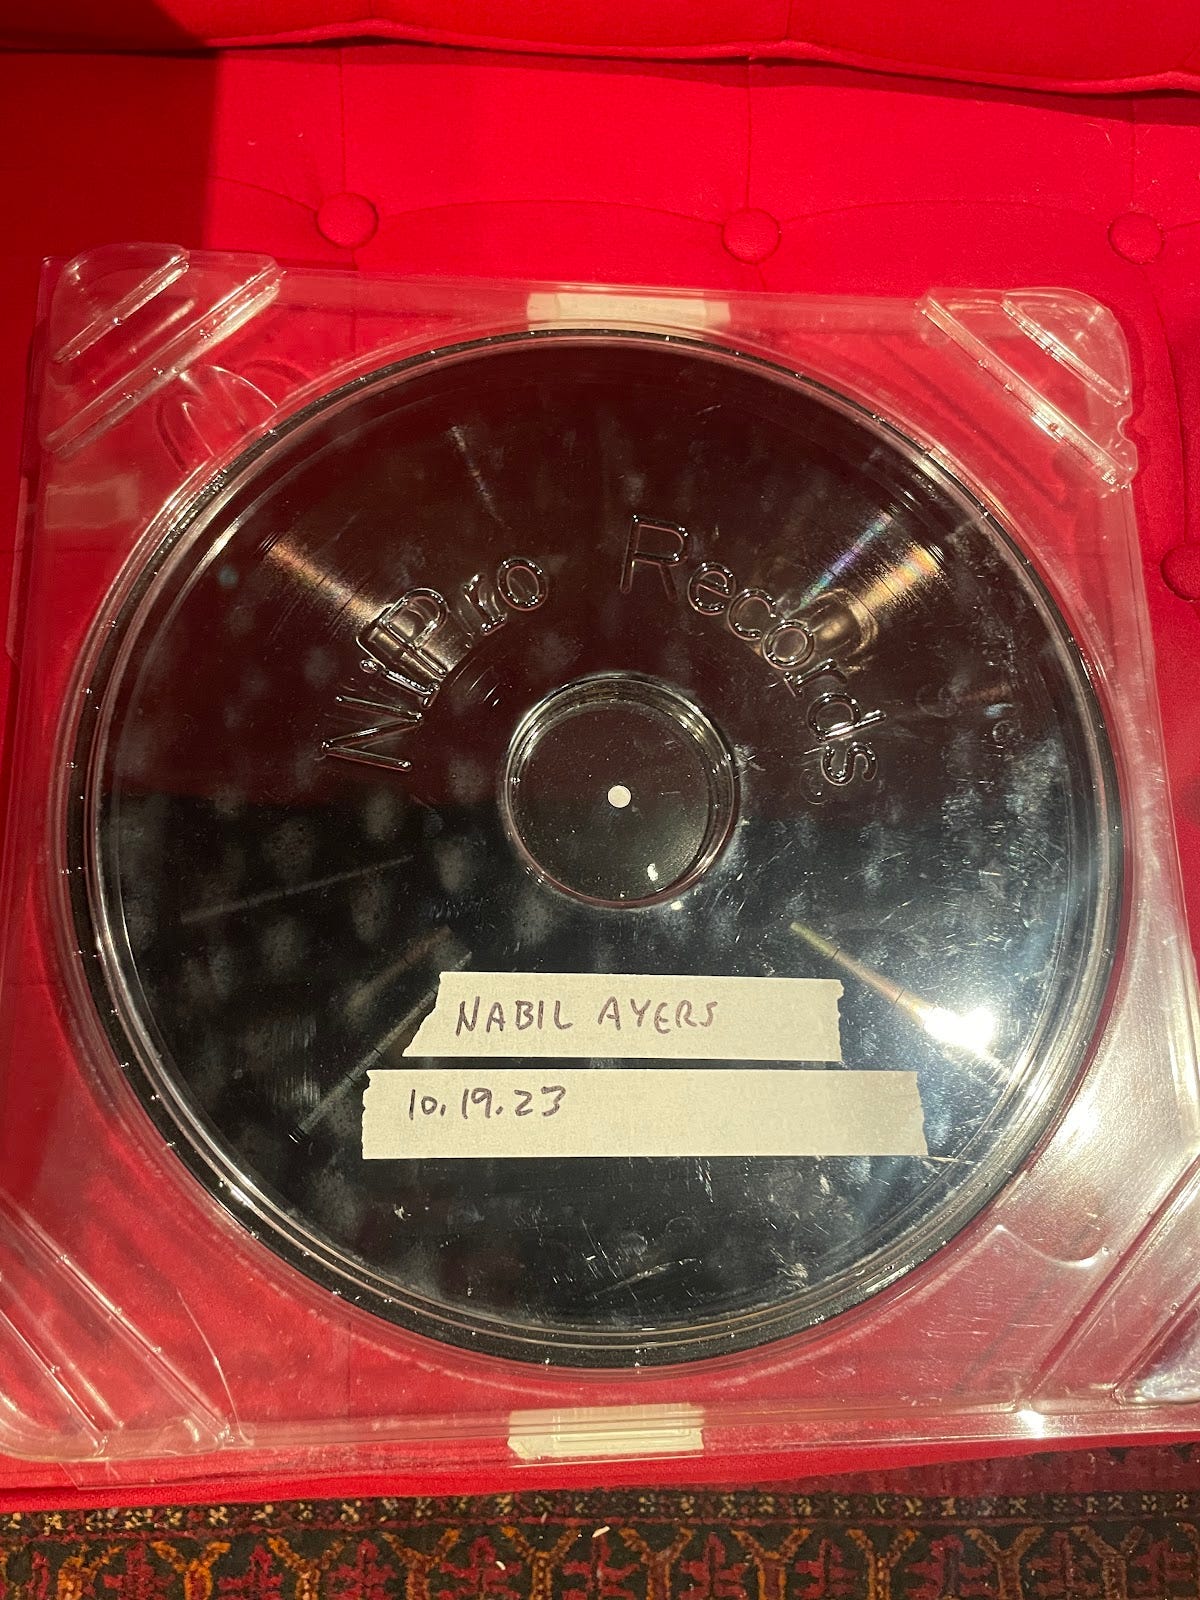 NiPro Records
NABIL AYERS
10.19.23